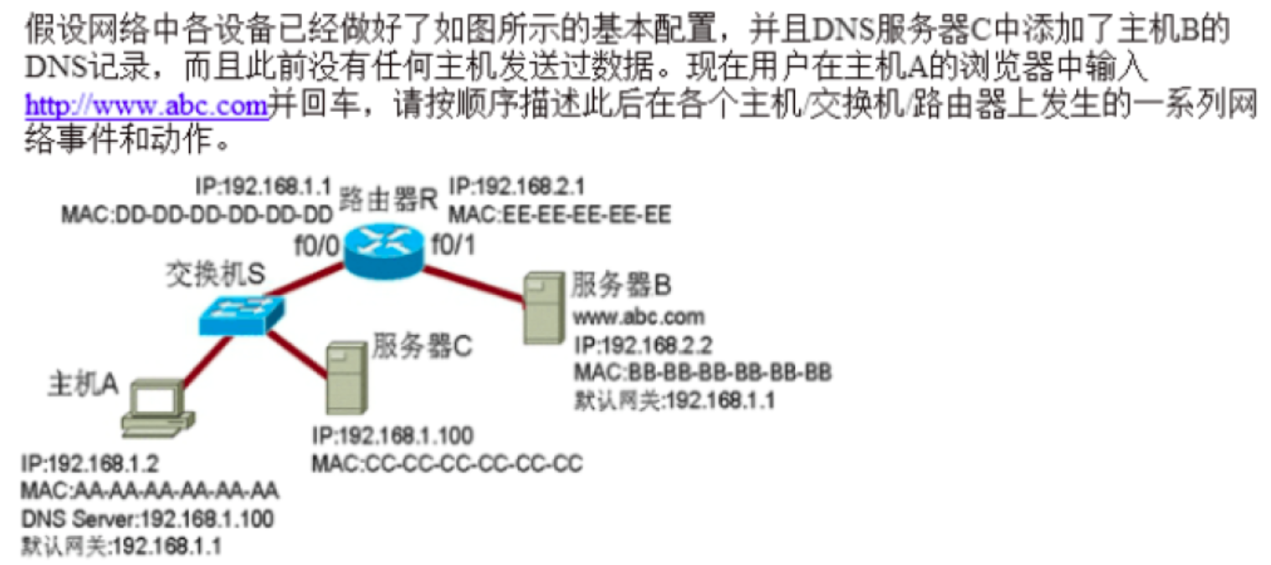 假设网络中各设备已经做好了如图所示的基本配置，并且DNS服务器C中添加了主机B的
DNS记录，而且此前没有任何主机发送过数据。现在用户在主机A的浏览器中输入
http://www.abc.com并回车，请按顺序描述此后在各个主机/交换机/路由器上发生的一系列网
络事件和动作。
IP:192.168.1.1
MAC:DD-DD-DD-DD-DD-DD
路由器R
IP:192.168.2.1
MAC:EE-EE-EE-EE-EE
f0/0
f0/1
交换机S
服务器B
www.abc.com
IP:192.168.2.2
MAC:BB-BB-BB-BB-BB-BB
默认网关:192.168.1.1
服务器C
IP:192.168.1.100
MAC:CC-CC-CC-CC-CC-CC
主机A
IP:192.168.1.2
MAC:AA-AA-AA-AA-AA-AA
DNS Server:192.168.1.100
默认网关:192.168.1.1